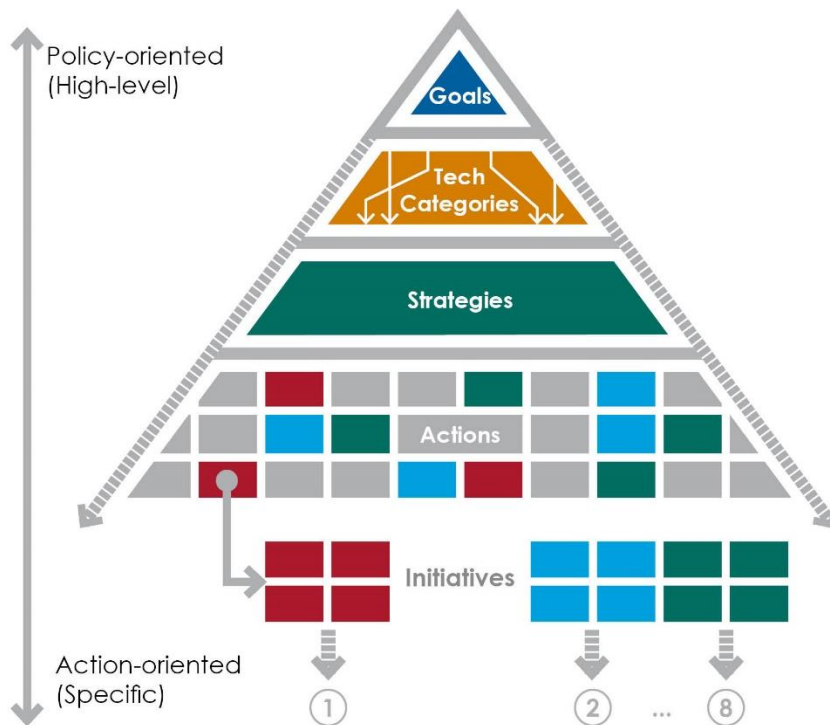 Policy-oriented
(High-level)
Goals
Tech
Categories
Strategies
Actions
Initiatives
Action-oriented
(Specific)
1
2
...
8